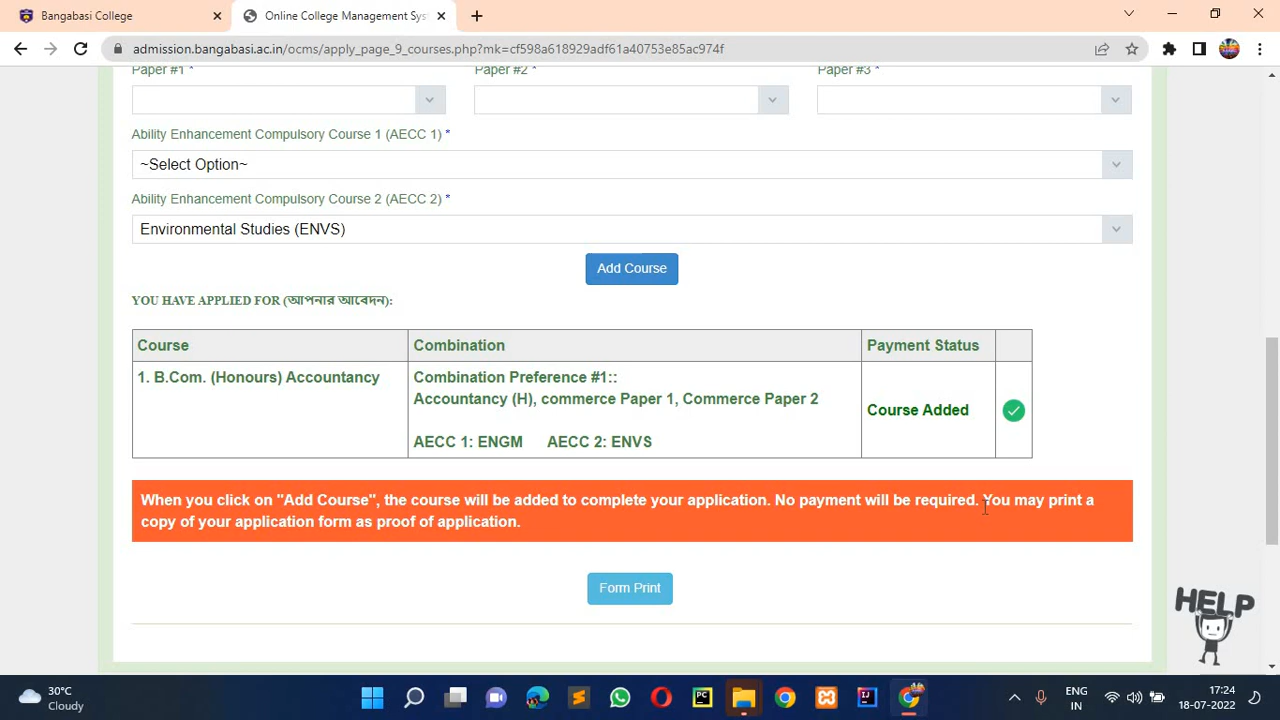 Bangabasi College
Online College Management Sys
admission.bangabasi.ac.in/ocms/apply_page_9_courses.php?mk=cf598a618929adf61a40753e85ac974f
Paper #1 * Paper #2 * Paper #3 *
Ability Enhancement Compulsory Course 1 (AECC 1) *
~Select Option~
Ability Enhancement Compulsory Course 2 (AECC 2) *
Environmental Studies (ENVS)
Add Course
YOU HAVE APPLIED FOR (আপনার আবেদন):
Course Combination Payment Status
1. B.Com. (Honours) Accountancy
Combination Preference #1::
Accountancy (H), commerce Paper 1, Commerce Paper 2
AECC 1: ENGM AECC 2: ENVS
Course Added
When you click on "Add Course", the course will be added to complete your application. No payment will be required. You may print a
copy of your application form as proof of application.
Form Print
HELP
30°C
Cloudy
ENG
IN
17:24
18-07-2022